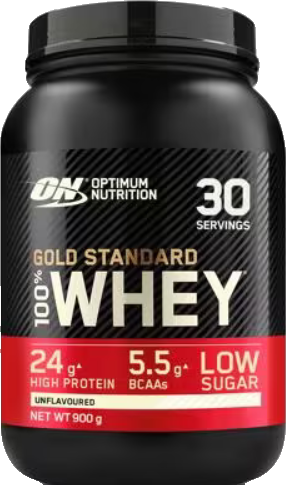 ON OPTIMUM
NUTRITION
30
SERVINGS
GOLD STANDARD
100% WHEY
24g▲ 5.5g▲ LOW
HIGH PROTEIN BCAAs SUGAR
UNFLAVOURED
NET WT 900 g